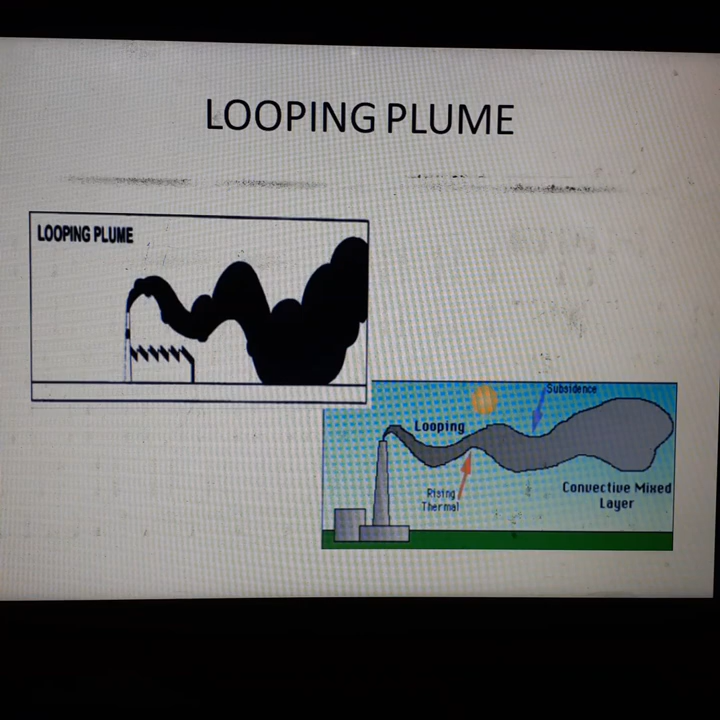 LOOPING PLUME
LOOPING PLUME
Subsidence
Looping
Rising
Thermal
Convective Mixed
Layer